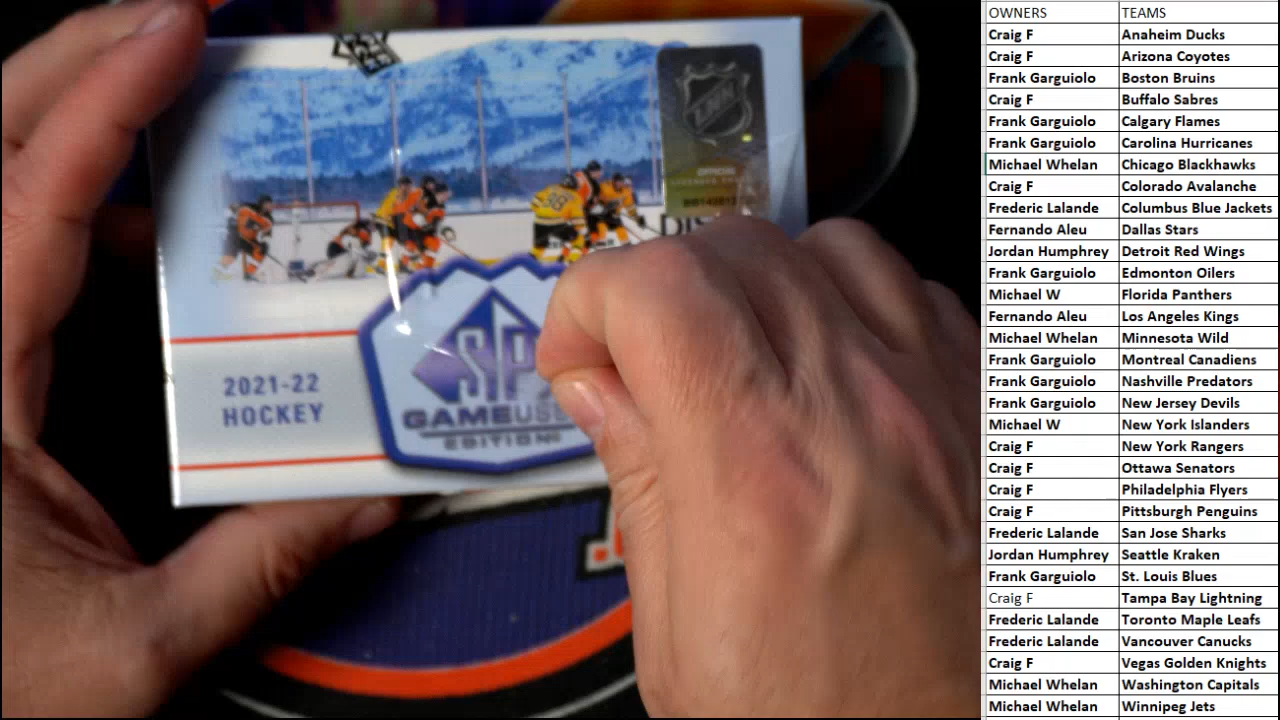 NHL
OFFICIAL
2021-22
HOCKEY
SP
GAME USE
EDITION
OWNERS TEAMS
Craig F Anaheim Ducks
Craig F Arizona Coyotes
Frank Garguiolo Boston Bruins
Craig F Buffalo Sabres
Frank Garguiolo Calgary Flames
Frank Garguiolo Carolina Hurricanes
Michael Whelan Chicago Blackhawks
Craig F Colorado Avalanche
Frederic Lalande Columbus Blue Jackets
Fernando Aleu Dallas Stars
Jordan Humphrey Detroit Red Wings
Frank Garguiolo Edmonton Oilers
Michael W Florida Panthers
Fernando Aleu Los Angeles Kings
Michael Whelan Minnesota Wild
Frank Garguiolo Montreal Canadiens
Frank Garguiolo Nashville Predators
Frank Garguiolo New Jersey Devils
Michael W New York Islanders
Craig F New York Rangers
Craig F Ottawa Senators
Craig F Philadelphia Flyers
Craig F Pittsburgh Penguins
Frederic Lalande San Jose Sharks
Jordan Humphrey Seattle Kraken
Frank Garguiolo St. Louis Blues
Craig F Tampa Bay Lightning
Frederic Lalande Toronto Maple Leafs
Frederic Lalande Vancouver Canucks
Craig F Vegas Golden Knights
Michael Whelan Washington Capitals
Michael Whelan Winnipeg Jets